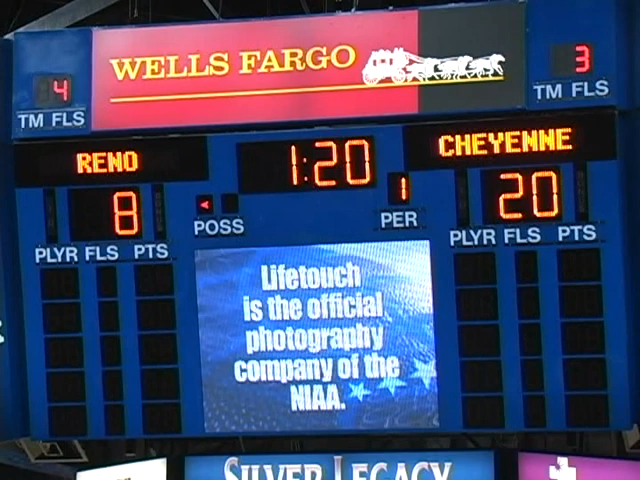 WELLS FARGO
4
3
TM FLS
TM FLS
RENO
1:20
CHEYENNE
8
POSS
1
PER
20
PLYR FLS PTS
PLYR FLS PTS
Lifetouch
is the official
photography
company of the
NIAA.
SILVER LEGACY